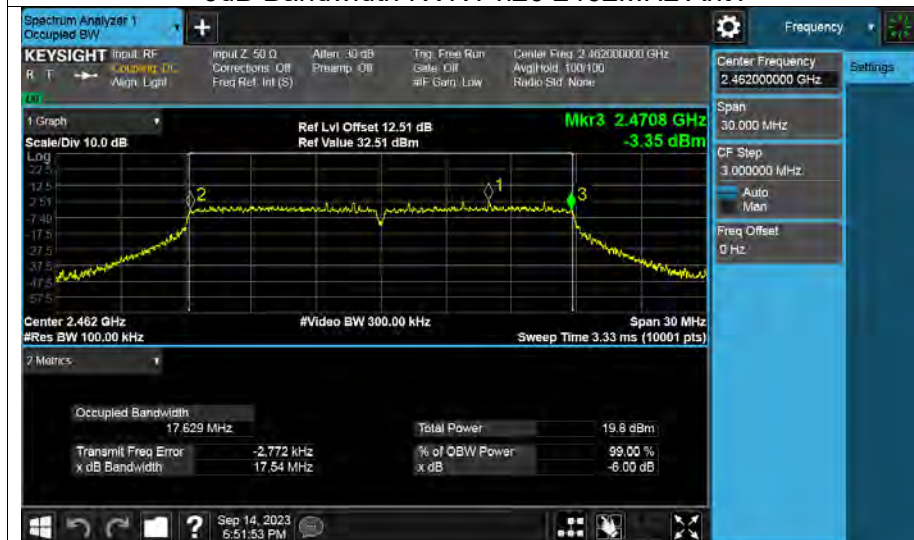 Spectrum Analyzer 1
Occupied BW
+
Frequency
KEYSIGHT Input: RF
R T Coupling: DC
Align: Light
Input Z: 50 Ω
Corrections: Off
Freq Ref: Int (S)
Atten: 30 dB
Preamp: Off
Trig: Free Run
Gate: Off
#IF Gain: Low
Center Freq: 2.462000000 GHz
Avg|Hold: 100/100
Radio Std: None
Center Frequency
2.462000000 GHz
Settings
Span
30.000 MHz
CF Step
3.000000 MHz
Auto
Man
Freq Offset
0 Hz
1 Graph
Scale/Div 10.0 dB
Ref Lvl Offset 12.51 dB
Ref Value 32.51 dBm
Mkr3 2.4708 GHz
-3.35 dBm
Log
22.5
12.5
2.51
-7.49
-17.5
-27.5
-37.5
-47.5
-57.5
2
1
3
Center 2.462 GHz
#Res BW 100.00 kHz
#Video BW 300.00 kHz
Span 30 MHz
Sweep Time 3.33 ms (10001 pts)
2 Metrics
Occupied Bandwidth
17.629 MHz
Total Power 19.8 dBm
Transmit Freq Error -2.772 kHz
% of OBW Power 99.00 %
x dB Bandwidth 17.54 MHz
x dB -6.00 dB
?
Sep 14, 2023
6:51:53 PM